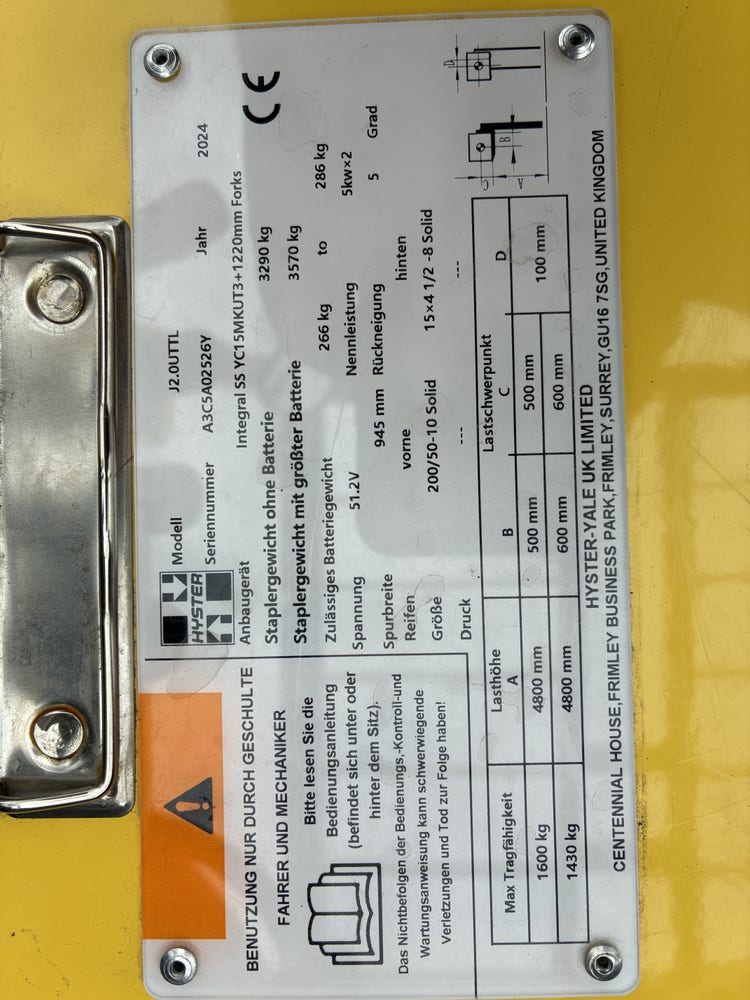 BENUTZUNG NUR DURCH GESCHULTE
FAHRER UND MECHANIKER
Bitte lesen Sie die
Bedienungsanleitung
(befindet sich unter oder
hinter dem Sitz).
Das Nichtbefolgen der Bedienungs,-Kontroll-und
Wartungsanweisung kann schwerwiegende
Verletzungen und Tod zur Folge haben!
HYSTER
Modell J2.0UTTL
Seriennummer A3C5A02526Y Jahr 2024
Anbaugerät Integral SS YC15MKUT3+1220mm Forks
CE
Staplergewicht ohne Batterie 3290 kg
Staplergewicht mit größter Batterie 3570 kg
Zulässiges Batteriegewicht 266 kg to 286 kg
Spannung 51.2V Nennleistung 5kw×2
Spurbreite 945 mm Rückneigung 5 Grad
Reifen vorne hinten
Größe 200/50-10 Solid 15×4 1/2 -8 Solid
Druck --- ---
Max Tragfähigkeit Lasthöhe Lastschwerpunkt
A B C D
1600 kg 4800 mm 500 mm 500 mm 100 mm
1430 kg 4800 mm 600 mm 600 mm
C A B D
HYSTER-YALE UK LIMITED
CENTENNIAL HOUSE,FRIMLEY BUSINESS PARK,FRIMLEY,SURREY,GU16 7SG,UNITED KINGDOM